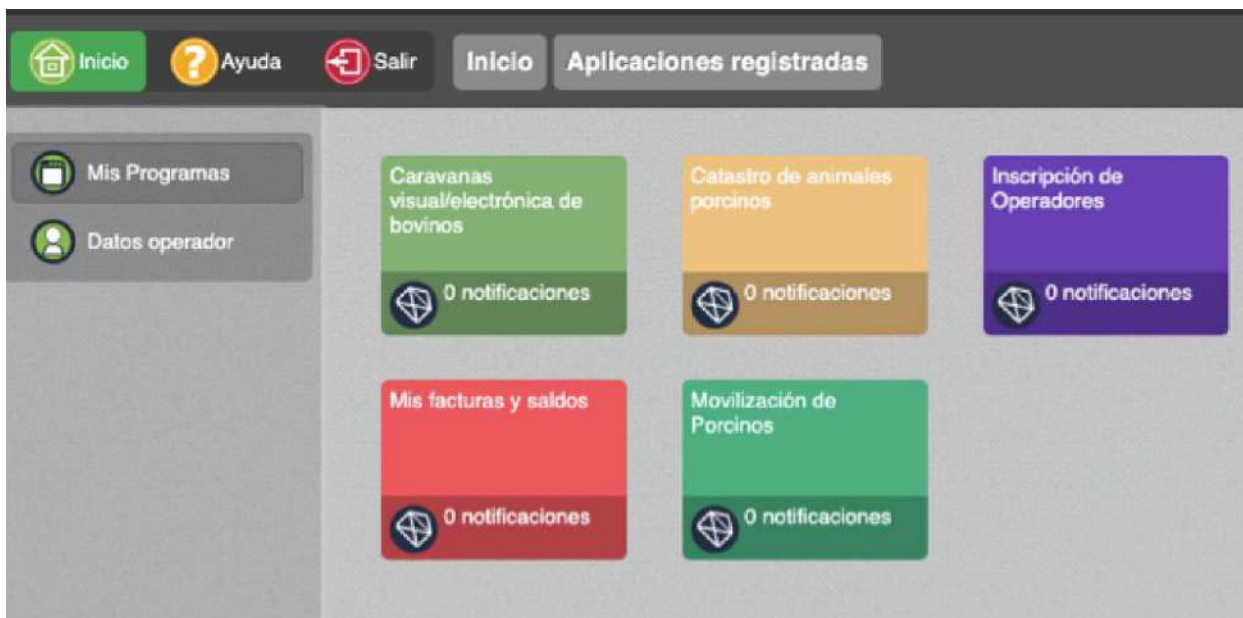 Inicio
Ayuda
Salir
Inicio
Aplicaciones registradas
Mis Programas
Datos operador
Caravanas
visual/electrónica de
bovinos
0 notificaciones
Catastro de animales
porcinos
0 notificaciones
Inscripción de
Operadores
0 notificaciones
Mis facturas y saldos
0 notificaciones
Movilización de
Porcinos
0 notificaciones